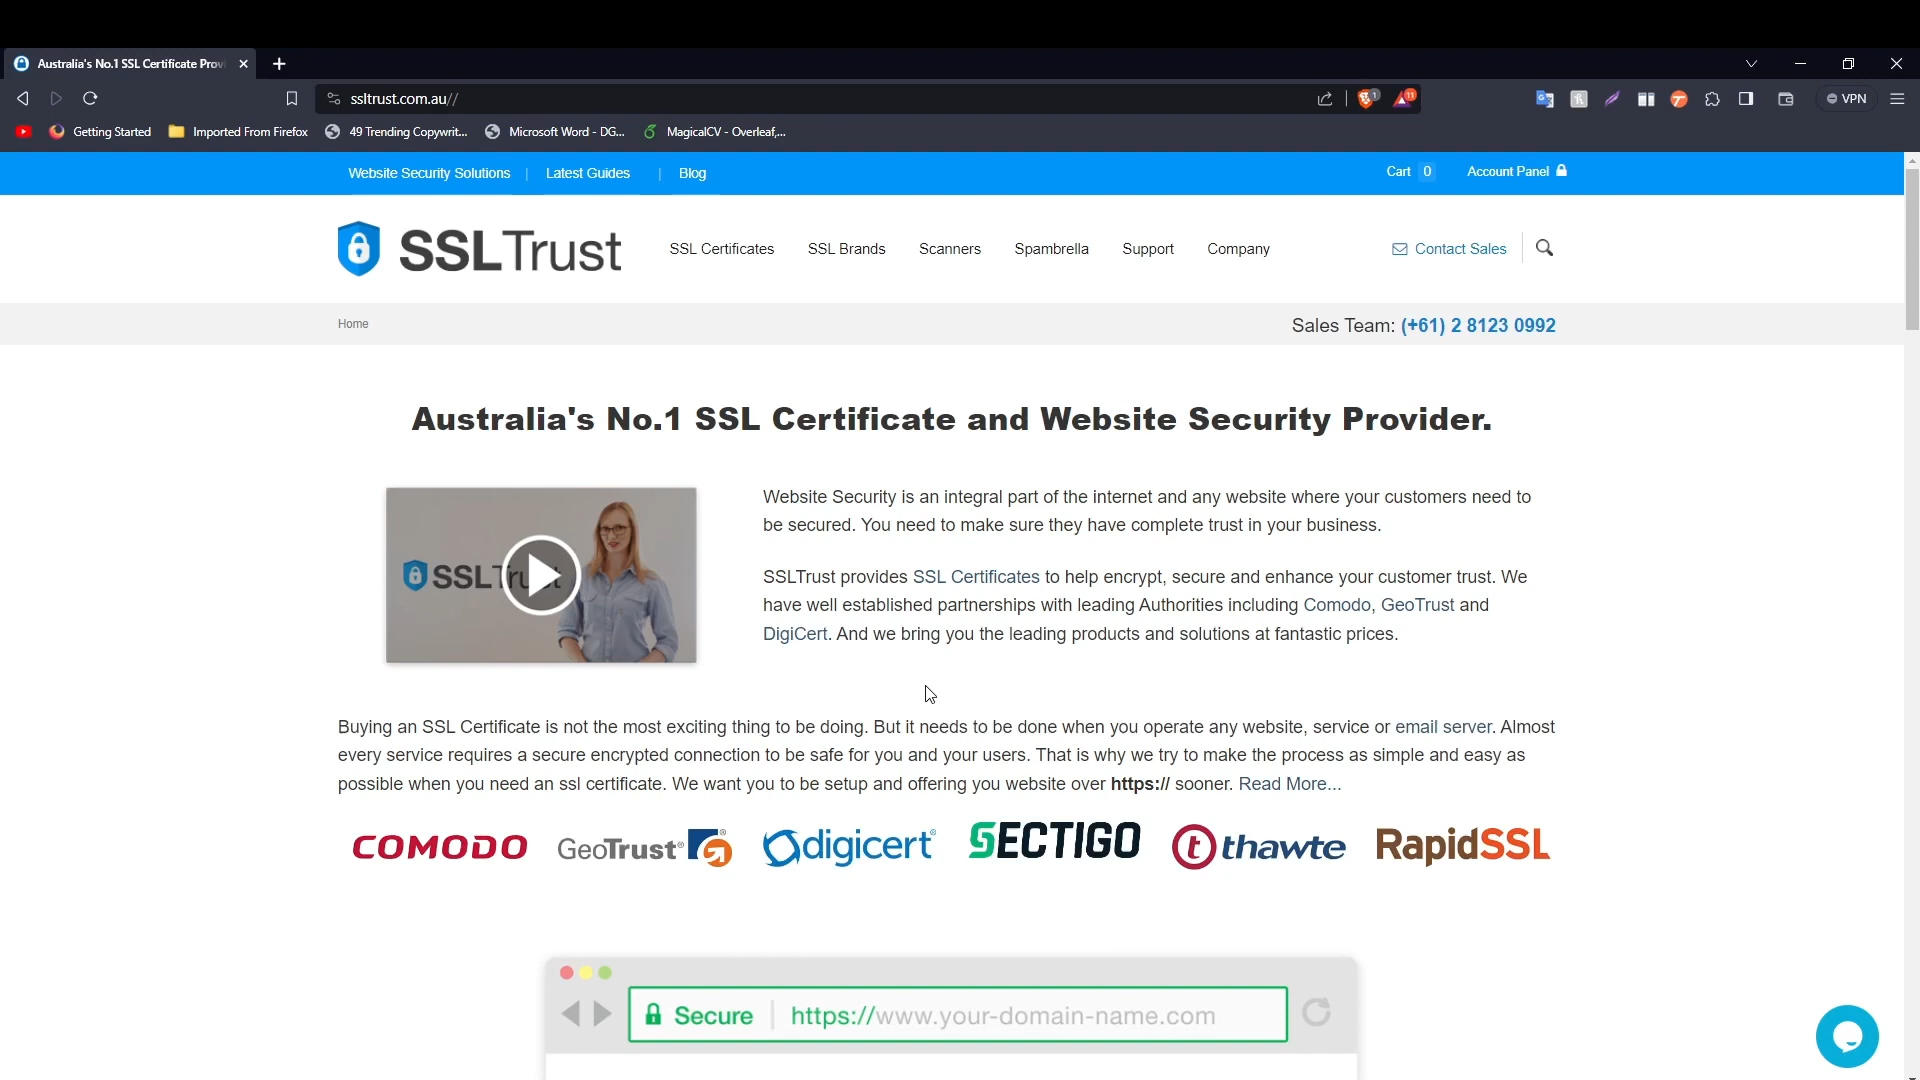 Australia's No.1 SSL Certificate Prov
ssltrust.com.au//
1
11
VPN
Getting Started
Imported From Firefox
49 Trending Copywrit...
Microsoft Word - DG...
MagicalCV - Overleaf,...
Website Security Solutions | Latest Guides | Blog
Cart 0
Account Panel
SSLTrust
SSL Certificates
SSL Brands
Scanners
Spambrella
Support
Company
Contact Sales
Home
Sales Team: (+61) 2 8123 0992
Australia's No.1 SSL Certificate and Website Security Provider.
SSLTrust
Website Security is an integral part of the internet and any website where your customers need to
be secured. You need to make sure they have complete trust in your business.
SSLTrust provides SSL Certificates to help encrypt, secure and enhance your customer trust. We
have well established partnerships with leading Authorities including Comodo, GeoTrust and
DigiCert. And we bring you the leading products and solutions at fantastic prices.
Buying an SSL Certificate is not the most exciting thing to be doing. But it needs to be done when you operate any website, service or email server. Almost
every service requires a secure encrypted connection to be safe for you and your users. That is why we try to make the process as simple and easy as
possible when you need an ssl certificate. We want you to be setup and offering you website over https:// sooner. Read More...
COMODO
GeoTrust®
digicert®
SECTIGO
thawte
RapidSSL
Secure | https://www.your-domain-name.com